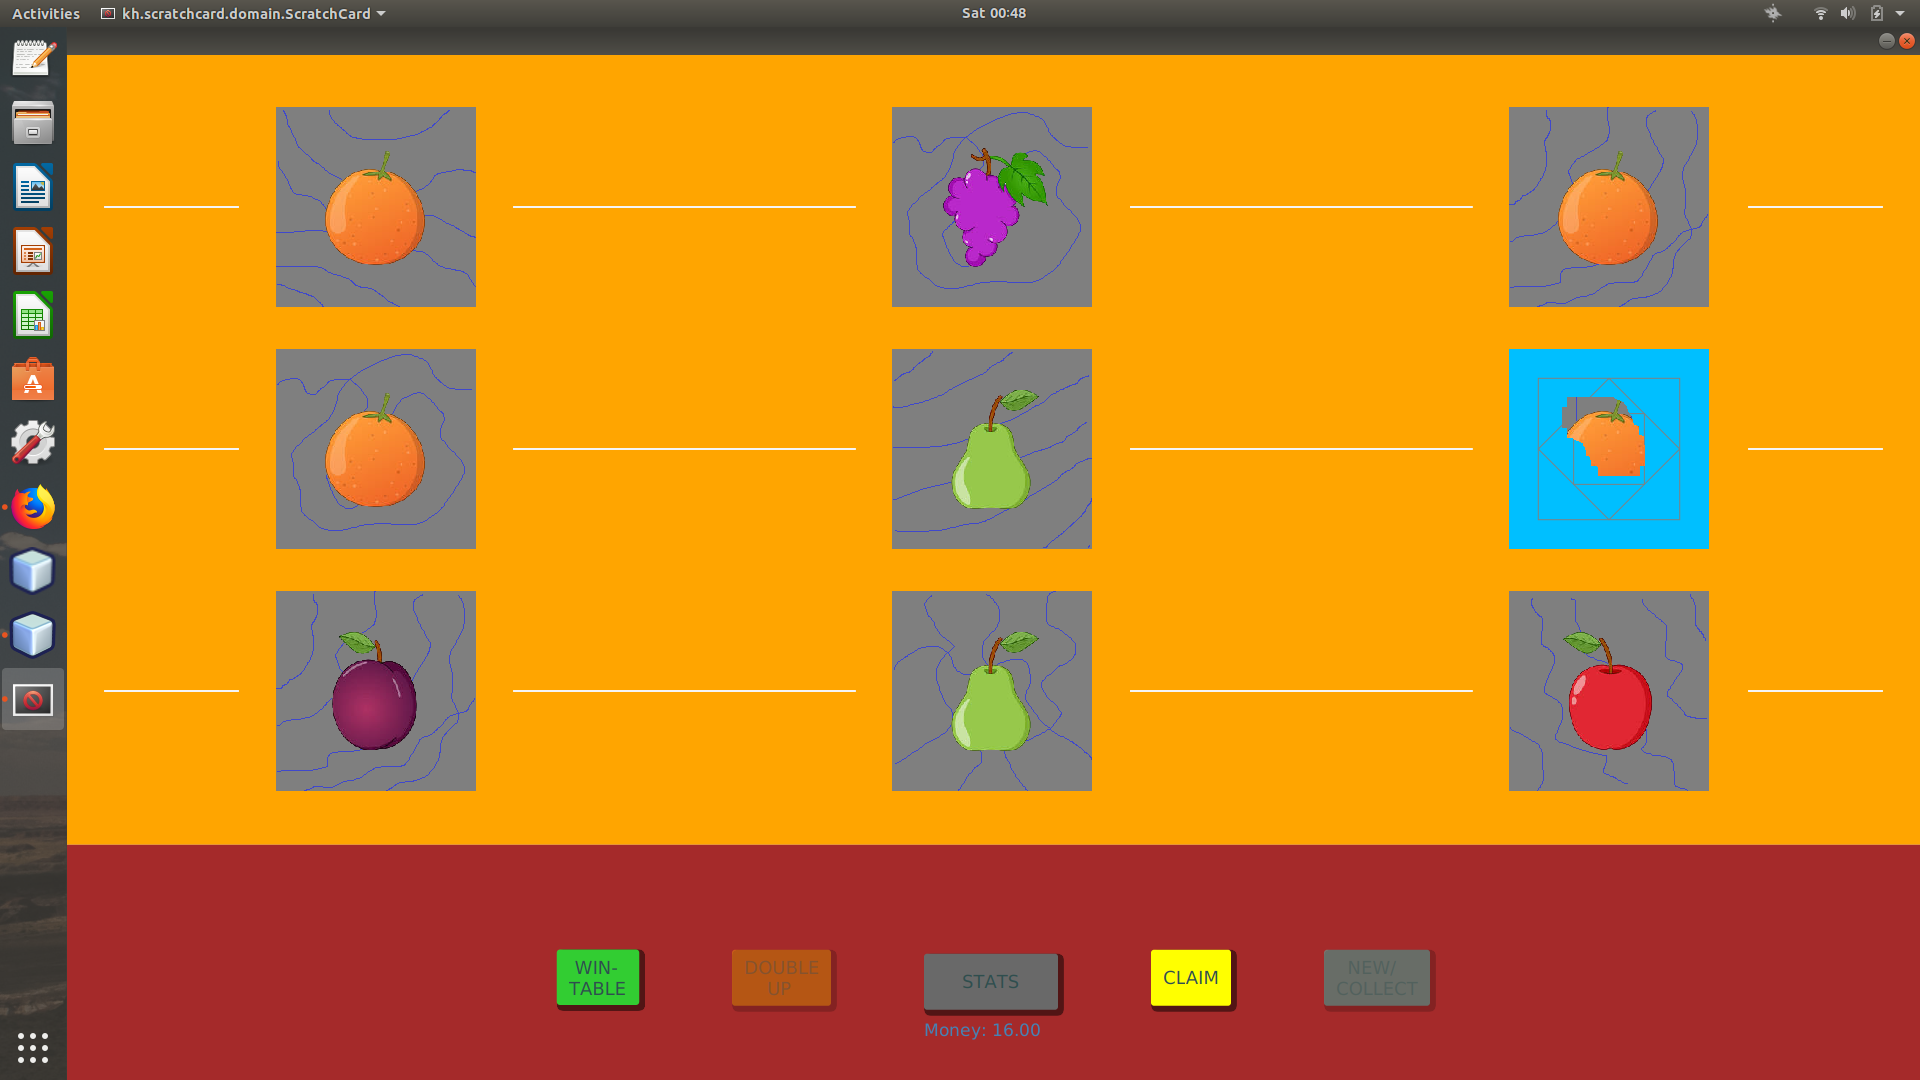 Activities
kh.scratchcard.domain.ScratchCard
Sat 00:48
WIN-
TABLE
DOUBLE
UP
STATS
CLAIM
NEW/
COLLECT
Money: 16.00